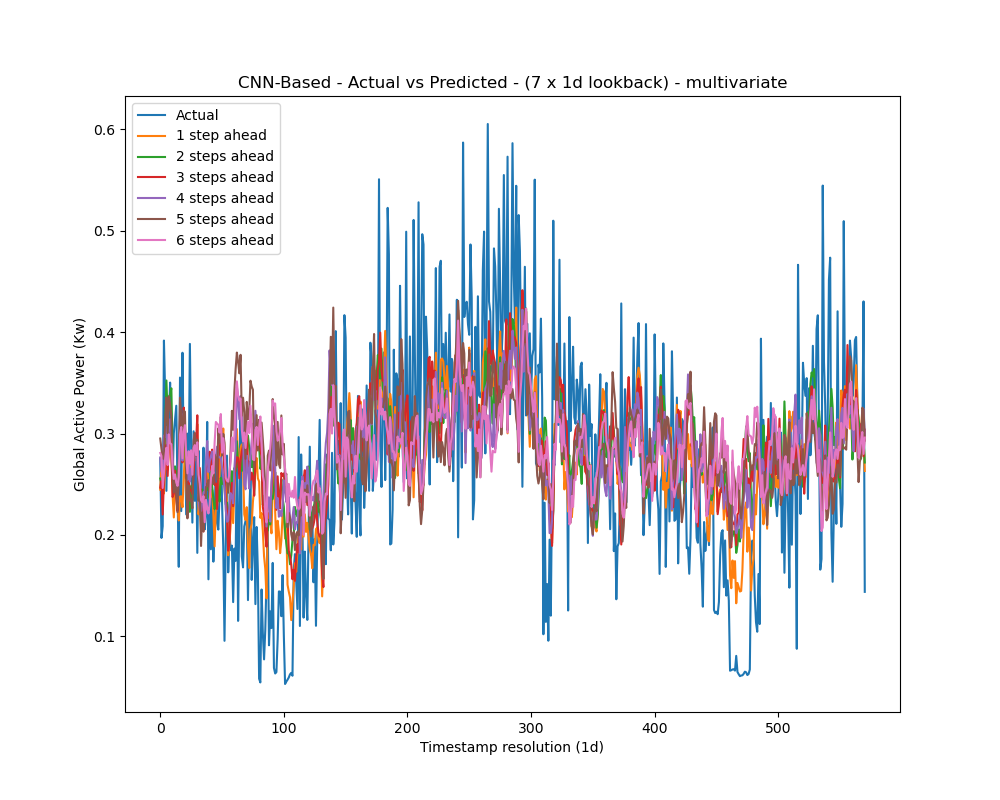 CNN-Based - Actual vs Predicted - (7 x 1d lookback) - multivariate
Actual
1 step ahead
2 steps ahead
3 steps ahead
4 steps ahead
5 steps ahead
6 steps ahead
0.6
0.5
0.4
0.3
0.2
0.1
Global Active Power (Kw)
0 100 200 300 400 500
Timestamp resolution (1d)